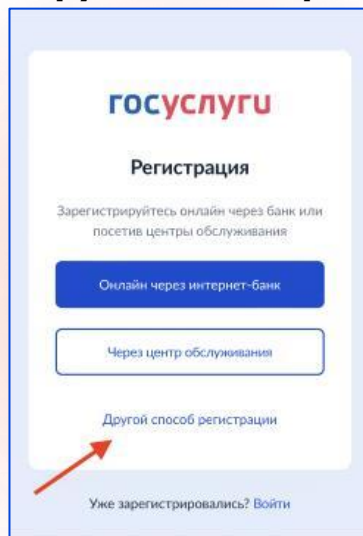 госуслуги
Регистрация
Зарегистрируйтесь онлайн через банк или
посетив центры обслуживания
Онлайн через интернет-банк
Через центр обслуживания
Другой способ регистрации
Уже зарегистрировались? Войти